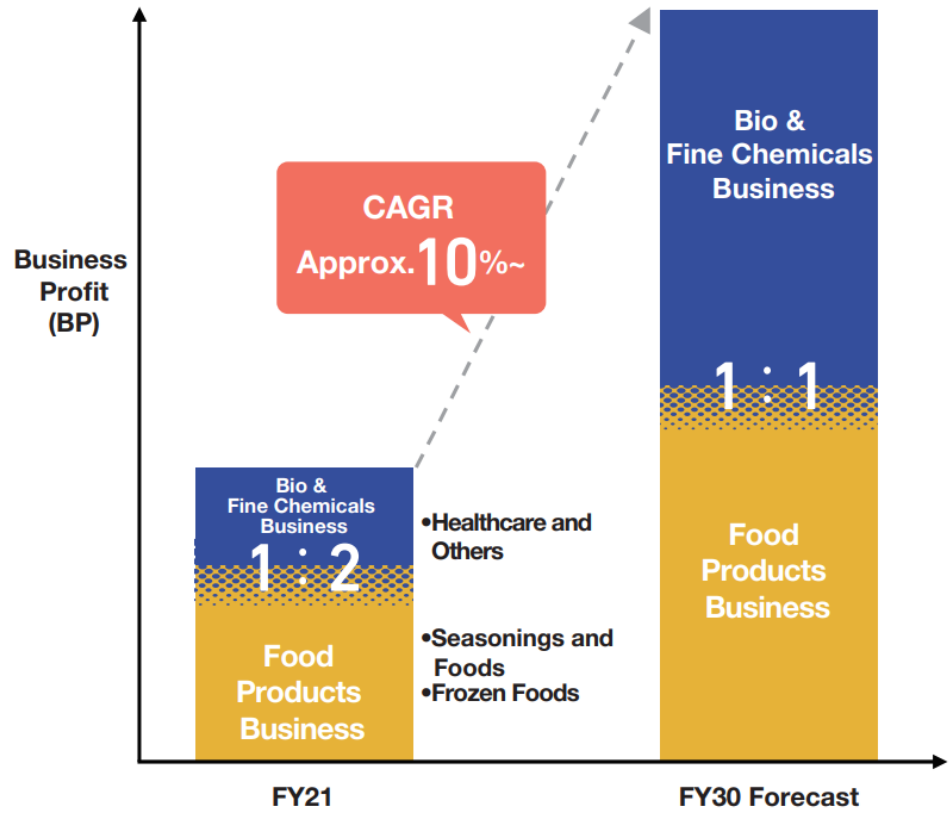 Business
Profit
(BP)
CAGR
Approx.10%~
Bio &
Fine Chemicals
Business
1 : 2
Food
Products
Business
•Healthcare and
Others
•Seasonings and
Foods
•Frozen Foods
Bio &
Fine Chemicals
Business
1 : 1
Food
Products
Business
FY21
FY30 Forecast